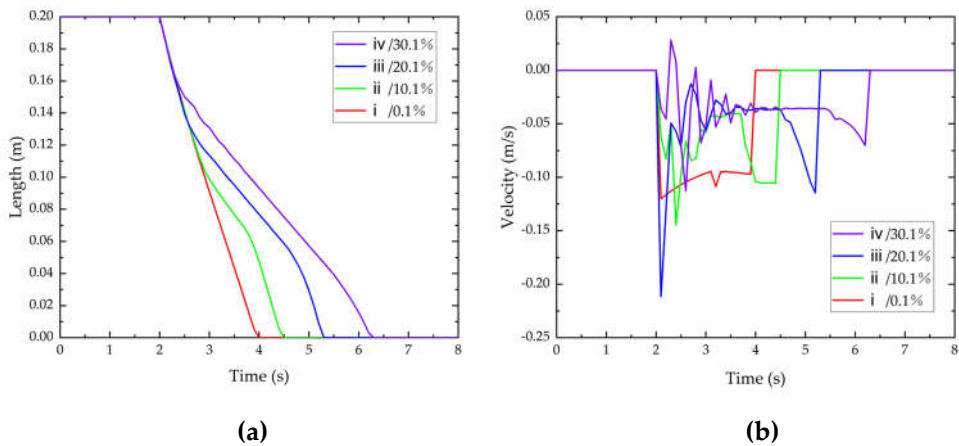 0.20
0.18
0.16
0.14
0.12
0.10
0.08
0.06
0.04
0.02
0.00
Length (m)
0 1 2 3 4 5 6 7 8
Time (s)
iv/30.1%
iii/20.1%
ii/10.1%
i /0.1%
(a)
0.05
0.00
-0.05
-0.10
-0.15
-0.20
-0.25
Velocity (m/s)
0 1 2 3 4 5 6 7 8
Time (s)
iv/30.1%
iii/20.1%
ii/10.1%
i /0.1%
(b)